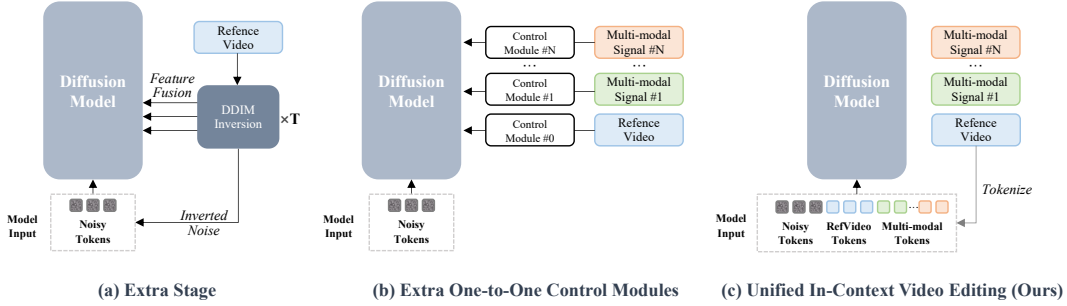 Refence
Video
Diffusion
Model
Feature
Fusion
DDIM
Inversion
×T
Inverted
Noise
Model
Input
Noisy
Tokens
(a) Extra Stage
Diffusion
Model
Control
Module #N
Multi-modal
Signal #N
...
...
Control
Module #1
Multi-modal
Signal #1
Control
Module #0
Refence
Video
Model
Input
Noisy
Tokens
(b) Extra One-to-One Control Modules
Diffusion
Model
Multi-modal
Signal #N
...
Multi-modal
Signal #1
Refence
Video
Tokenize
Model
Input
...
Noisy
Tokens
RefVideo
Tokens
Multi-modal
Tokens
(c) Unified In-Context Video Editing (Ours)